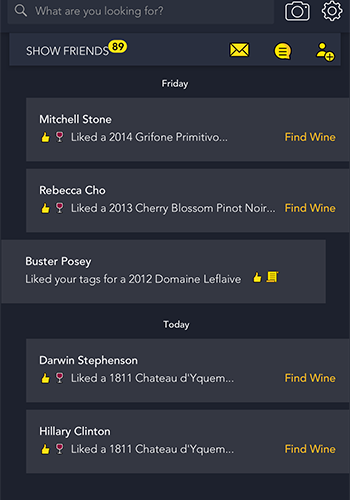 What are you looking for?
SHOW FRIENDS 89
Friday
Mitchell Stone
Liked a 2014 Grifone Primitivo... Find Wine
Rebecca Cho
Liked a 2013 Cherry Blossom Pinot Noir... Find Wine
Buster Posey
Liked your tags for a 2012 Domaine Leflaive
Today
Darwin Stephenson
Liked a 1811 Chateau d'Yquem... Find Wine
Hillary Clinton
Liked a 1811 Chateau d'Yquem... Find Wine